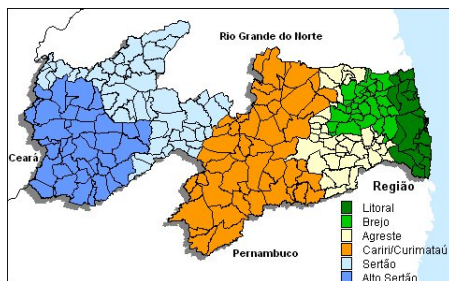 Rio Grande do Norte
Ceará
Pernambuco
Região
Litoral
Brejo
Agreste
Cariri/Curimataú
Sertão
Alto Sertão